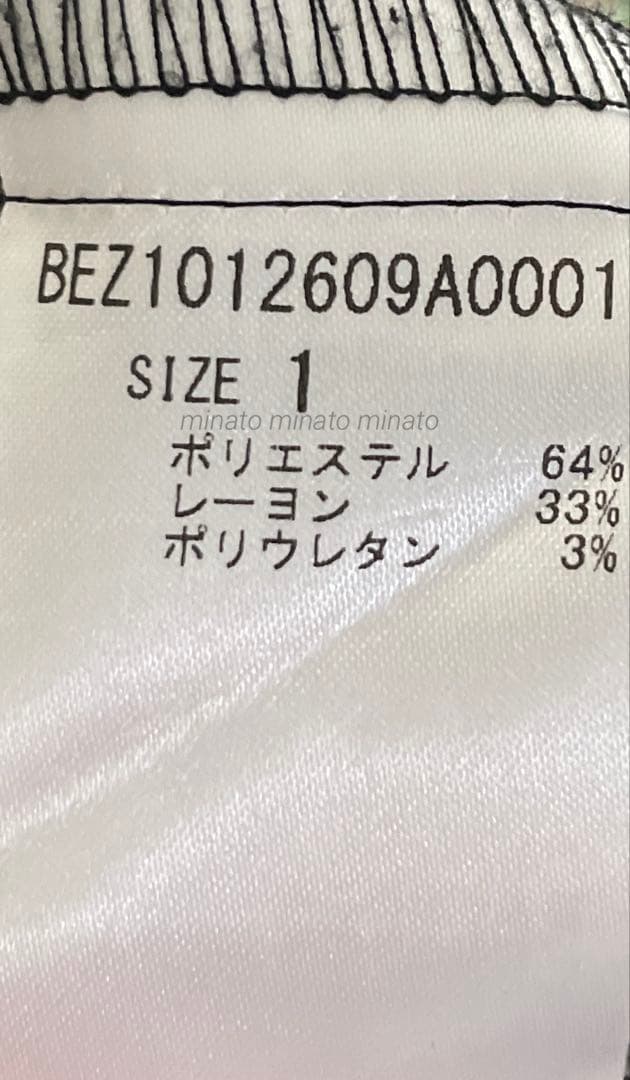 BEZ1012609A0001
SIZE 1
minato minato minato
ポリエステル 64%
レーヨン 33%
ポリウレタン 3%